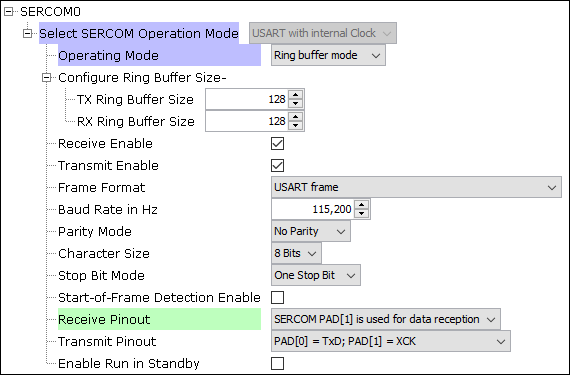 SERCOM0
Select SERCOM Operation Mode USART with internal Clock
Operating Mode Ring buffer mode
Configure Ring Buffer Size-
TX Ring Buffer Size 128
RX Ring Buffer Size 128
Receive Enable
Transmit Enable
Frame Format USART frame
Baud Rate in Hz 115,200
Parity Mode No Parity
Character Size 8 Bits
Stop Bit Mode One Stop Bit
Start-of-Frame Detection Enable
Receive Pinout SERCOM PAD[1] is used for data reception
Transmit Pinout PAD[0] = TxD; PAD[1] = XCK
Enable Run in Standby